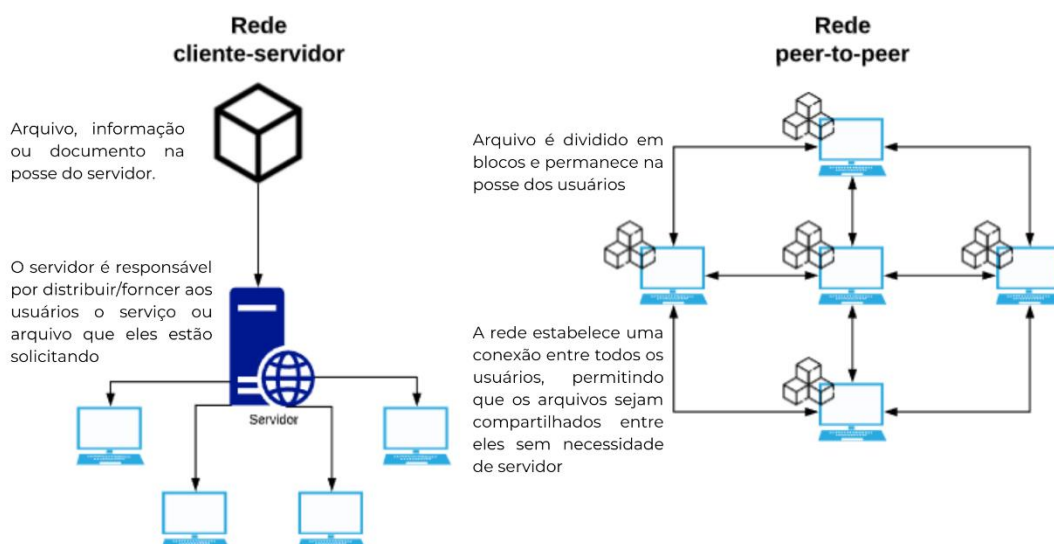 Rede
cliente-servidor
Arquivo, informação
ou documento na
posse do servidor.
O servidor é responsável
por distribuir/forncer aos
usuários o serviço ou
arquivo que eles estão
solicitando
Servidor
Rede
peer-to-peer
Arquivo é dividido em
blocos e permanece na
posse dos usuários
A rede estabelece uma
conexão entre todos os
usuários, permitindo
que os arquivos sejam
compartilhados entre
eles sem necessidade
de servidor